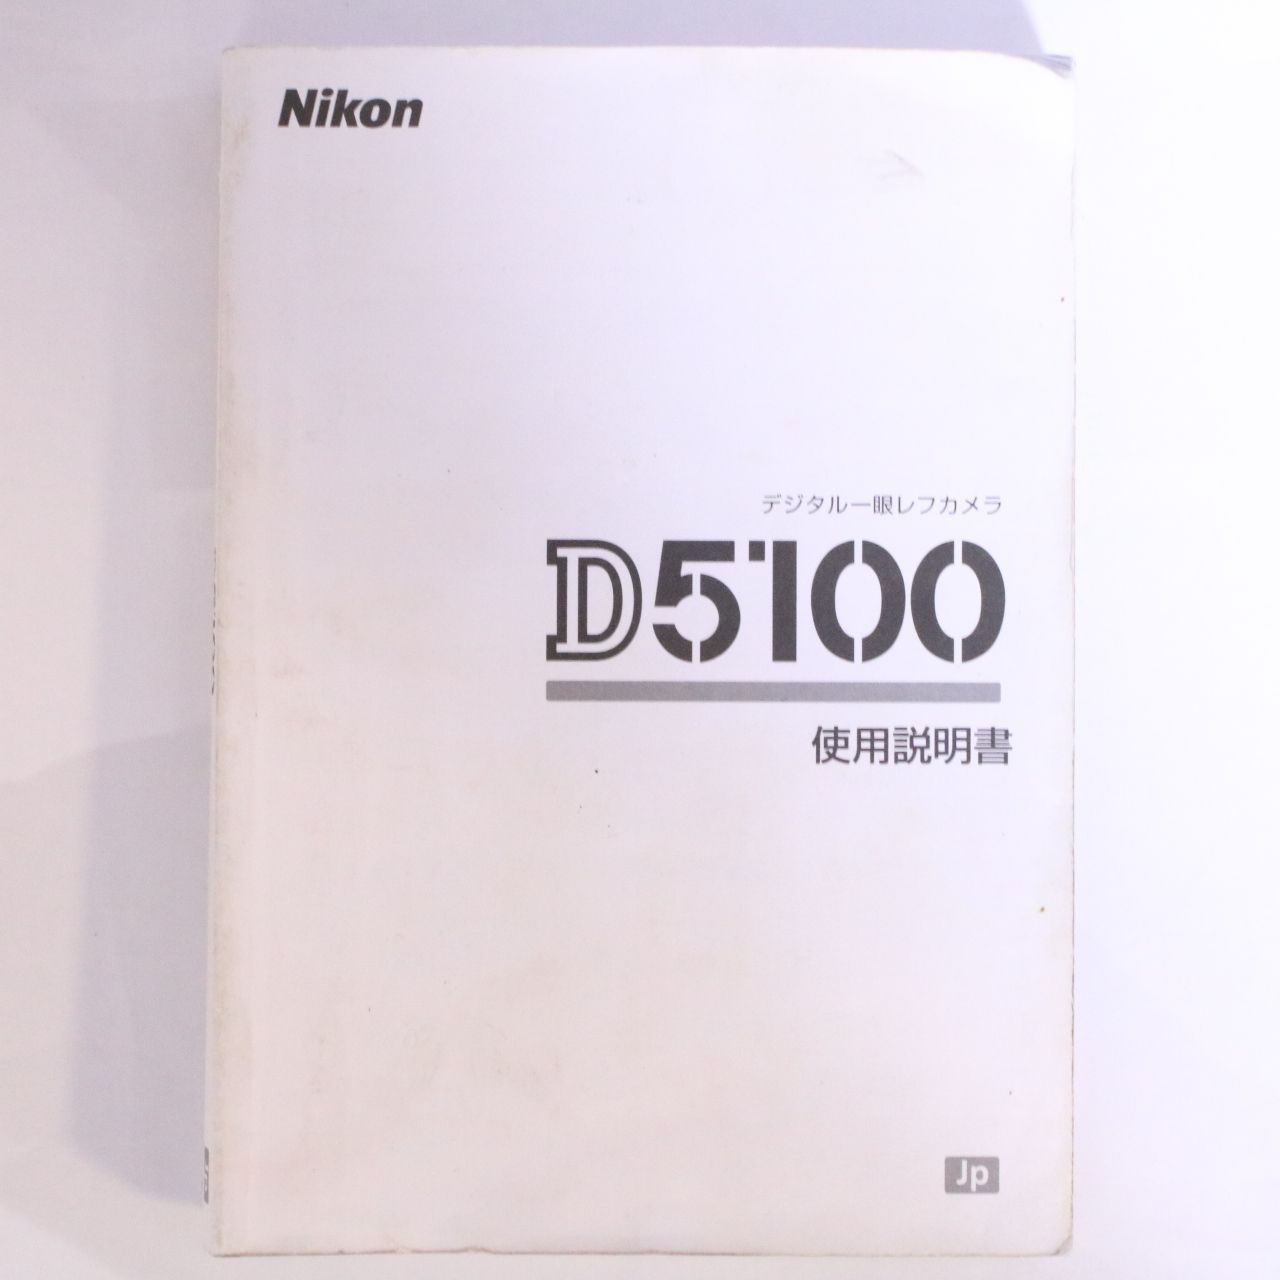 Nikon
デジタル一眼レフカメラ
D5100
使用説明書
Jp